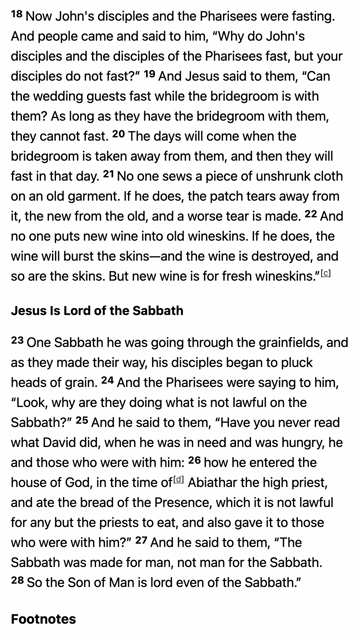 18 Now John's disciples and the Pharisees were fasting.
And people came and said to him, “Why do John's
disciples and the disciples of the Pharisees fast, but your
disciples do not fast?” 19 And Jesus said to them, “Can
the wedding guests fast while the bridegroom is with
them? As long as they have the bridegroom with them,
they cannot fast. 20 The days will come when the
bridegroom is taken away from them, and then they will
fast in that day. 21 No one sews a piece of unshrunk cloth
on an old garment. If he does, the patch tears away from
it, the new from the old, and a worse tear is made. 22 And
no one puts new wine into old wineskins. If he does, the
wine will burst the skins—and the wine is destroyed, and
so are the skins. But new wine is for fresh wineskins.”[c]
Jesus Is Lord of the Sabbath
23 One Sabbath he was going through the grainfields, and
as they made their way, his disciples began to pluck
heads of grain. 24 And the Pharisees were saying to him,
“Look, why are they doing what is not lawful on the
Sabbath?” 25 And he said to them, “Have you never read
what David did, when he was in need and was hungry, he
and those who were with him: 26 how he entered the
house of God, in the time of[d] Abiathar the high priest,
and ate the bread of the Presence, which it is not lawful
for any but the priests to eat, and also gave it to those
who were with him?” 27 And he said to them, “The
Sabbath was made for man, not man for the Sabbath.
28 So the Son of Man is lord even of the Sabbath.”
Footnotes